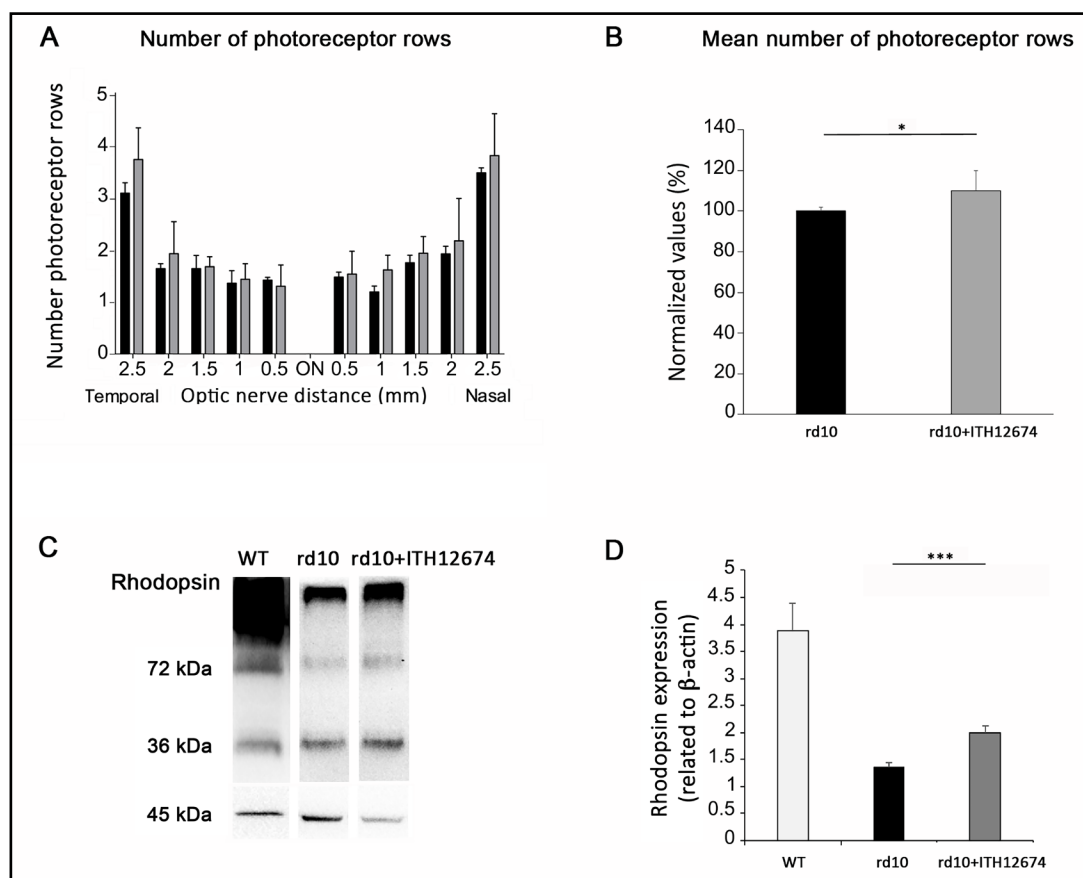 A
Number of photoreceptor rows
Number photoreceptor rows
5
4
3
2
1
0
2.5 2 1.5 1 0.5 ON 0.5 1 1.5 2 2.5
Temporal Optic nerve distance (mm) Nasal
B
Mean number of photoreceptor rows
Normalized values (%)
140
120
100
80
60
40
20
0
*
rd10 rd10+ITH12674
C
WT rd10 rd10+ITH12674
Rhodopsin
72 kDa
36 kDa
45 kDa
D
Rhodopsin expression
(related to β-actin)
5
4.5
4
3.5
3
2.5
2
1.5
1
0.5
0
***
WT rd10 rd10+ITH12674